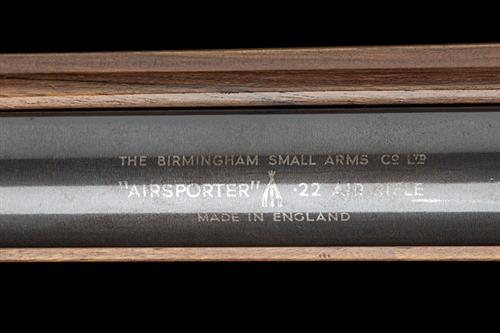 THE BIRMINGHAM SMALL ARMS CO LTD
"AIRSPORTER" .22 AIR RIFLE
MADE IN ENGLAND